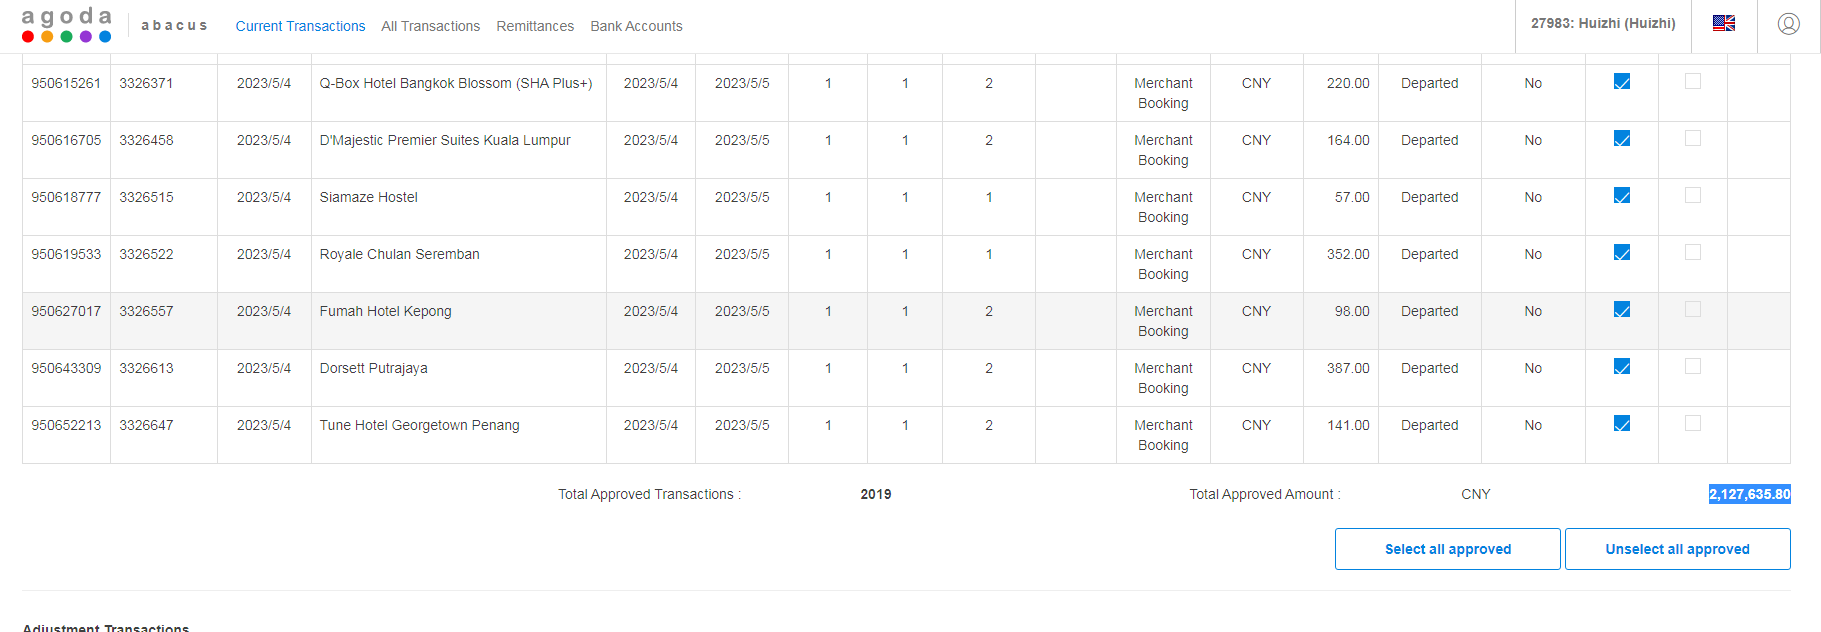 agoda
abacus
Current Transactions
All Transactions
Remittances
Bank Accounts
27983: Huizhi (Huizhi)
950615261 3326371 2023/5/4 Q-Box Hotel Bangkok Blossom (SHA Plus+) 2023/5/4 2023/5/5 1 1 2 Merchant Booking CNY 220.00 Departed No
950616705 3326458 2023/5/4 D'Majestic Premier Suites Kuala Lumpur 2023/5/4 2023/5/5 1 1 2 Merchant Booking CNY 164.00 Departed No
950618777 3326515 2023/5/4 Siamaze Hostel 2023/5/4 2023/5/5 1 1 1 Merchant Booking CNY 57.00 Departed No
950619533 3326522 2023/5/4 Royale Chulan Seremban 2023/5/4 2023/5/5 1 1 1 Merchant Booking CNY 352.00 Departed No
950627017 3326557 2023/5/4 Fumah Hotel Kepong 2023/5/4 2023/5/5 1 1 2 Merchant Booking CNY 98.00 Departed No
950643309 3326613 2023/5/4 Dorsett Putrajaya 2023/5/4 2023/5/5 1 1 2 Merchant Booking CNY 387.00 Departed No
950652213 3326647 2023/5/4 Tune Hotel Georgetown Penang 2023/5/4 2023/5/5 1 1 2 Merchant Booking CNY 141.00 Departed No
Total Approved Transactions : 2019 Total Approved Amount : CNY 2,127,635.80
Select all approved
Unselect all approved
Adjustment Transactions